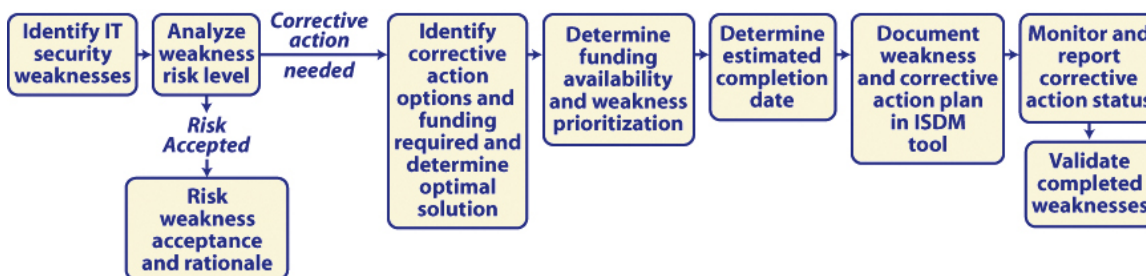 Identify IT
security
weaknesses
Analyze
weakness
risk level
Corrective
action
needed
Risk
Accepted
Risk
weakness
acceptance
and rationale
Identify
corrective
action
options and
funding
required and
determine
optimal
solution
Determine
funding
availability
and weakness
prioritization
Determine
estimated
completion
date
Document
weakness
and corrective
action plan
in ISDM
tool
Monitor and
report
corrective
action status
Validate
completed
weaknesses